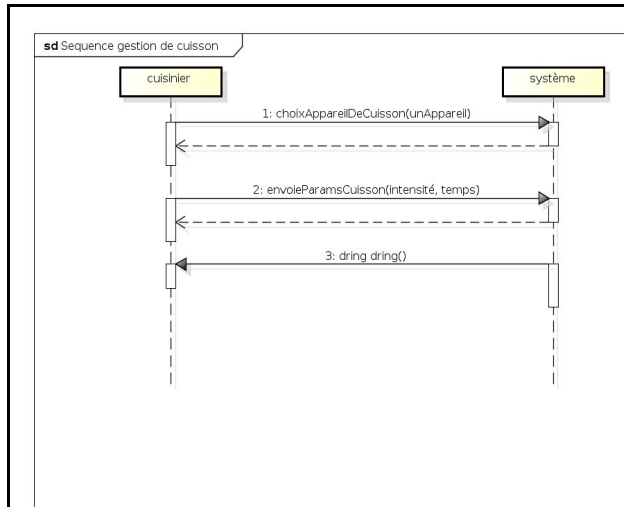 sd Sequence gestion de cuisson
cuisinier
système
1: choixAppareilDeCuisson(unAppareil)
2: envoieParamsCuisson(intensité, temps)
3: dring dring()